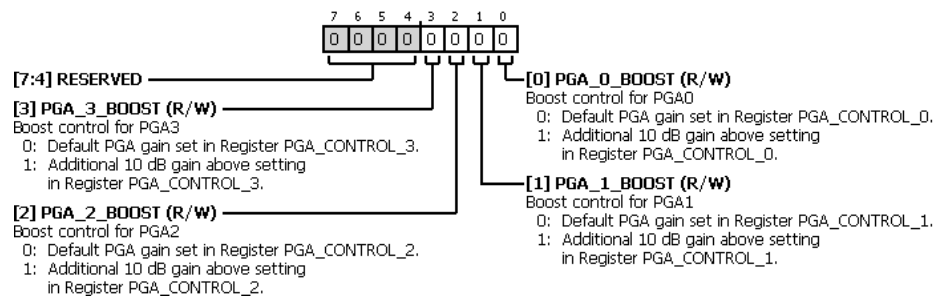 7 6 5 4 3 2 1 0
0 0 0 0 0 0 0 0
[7:4] RESERVED
[3] PGA_3_BOOST (R/W)
Boost control for PGA3
0: Default PGA gain set in Register PGA_CONTROL_3.
1: Additional 10 dB gain above setting
in Register PGA_CONTROL_3.
[2] PGA_2_BOOST (R/W)
Boost control for PGA2
0: Default PGA gain set in Register PGA_CONTROL_2.
1: Additional 10 dB gain above setting
in Register PGA_CONTROL_2.
[0] PGA_0_BOOST (R/W)
Boost control for PGA0
0: Default PGA gain set in Register PGA_CONTROL_0.
1: Additional 10 dB gain above setting
in Register PGA_CONTROL_0.
[1] PGA_1_BOOST (R/W)
Boost control for PGA1
0: Default PGA gain set in Register PGA_CONTROL_1.
1: Additional 10 dB gain above setting
in Register PGA_CONTROL_1.